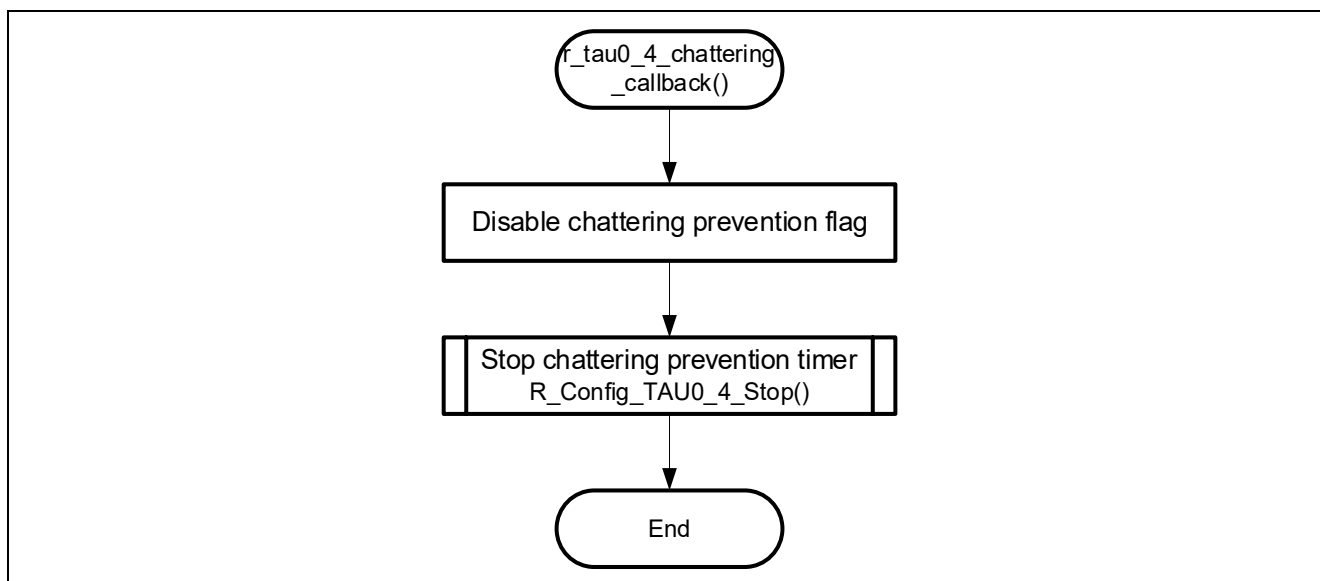 r_tau0_4_chattering
_callback()
Disable chattering prevention flag
Stop chattering prevention timer
R_Config_TAU0_4_Stop()
End